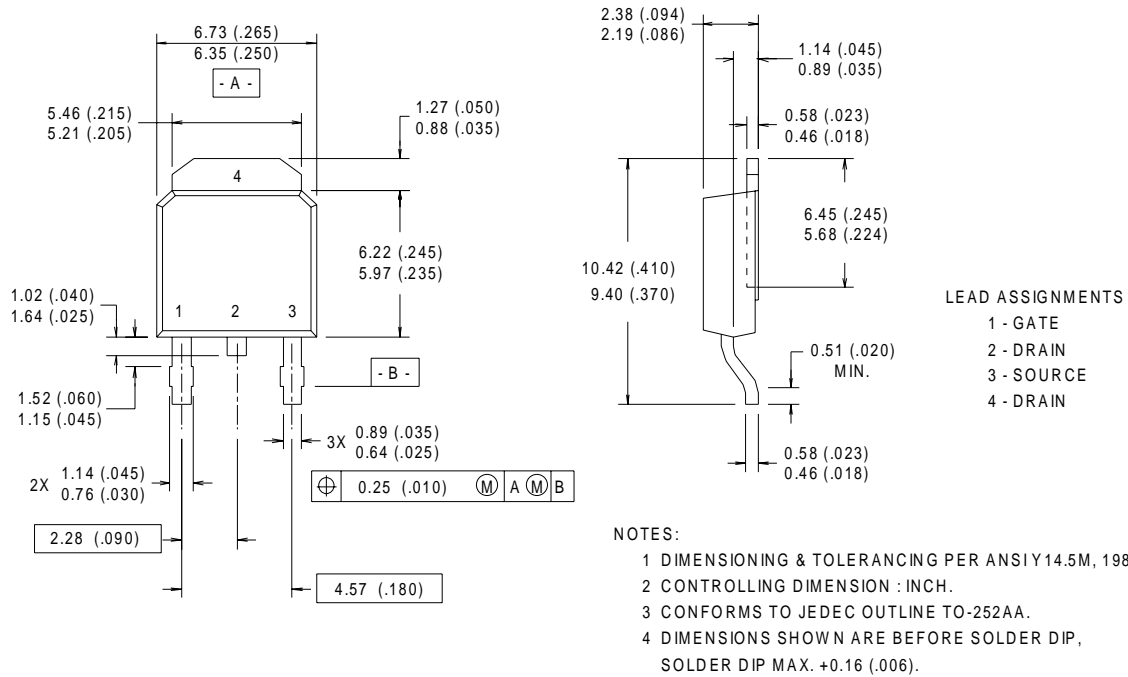 6.73 (.265)
6.35 (.250)
- A -
5.46 (.215)
5.21 (.205)
1.27 (.050)
0.88 (.035)
4
6.22 (.245)
5.97 (.235)
1.02 (.040)
1.64 (.025)
1 2 3
- B -
1.52 (.060)
1.15 (.045)
3X 0.89 (.035)
0.64 (.025)
2X 1.14 (.045)
0.76 (.030)
⌖ 0.25 (.010) Ⓜ A Ⓜ B
2.28 (.090)
4.57 (.180)
2.38 (.094)
2.19 (.086)
1.14 (.045)
0.89 (.035)
0.58 (.023)
0.46 (.018)
6.45 (.245)
5.68 (.224)
10.42 (.410)
9.40 (.370)
0.51 (.020)
MIN.
0.58 (.023)
0.46 (.018)
LEAD ASSIGNMENTS
1 - GATE
2 - DRAIN
3 - SOURCE
4 - DRAIN
NOTES:
1 DIMENSIONING & TOLERANCING PER ANSI Y14.5M, 198
2 CONTROLLING DIMENSION : INCH.
3 CONFORMS TO JEDEC OUTLINE TO-252AA.
4 DIMENSIONS SHOWN ARE BEFORE SOLDER DIP,
SOLDER DIP MAX. +0.16 (.006).